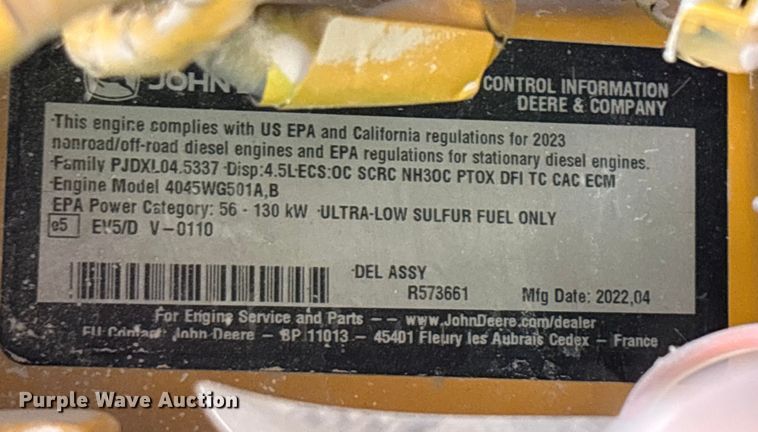 JOHN
CONTROL INFORMATION
DEERE & COMPANY
-This engine complies with US EPA and California regulations for 2023
nonroad/off-road diesel engines and EPA regulations for stationary diesel engines.
-Family PJDXL04.5337 -Disp:4.5L-ECS:OC SCRC NH3OC PTOX DFI TC CAC ECM
-Engine Model 4045WG501A,B
EPA Power Category: 56 - 130 kW -ULTRA-LOW SULFUR FUEL ONLY
e5 EV5/D V-0110
-DEL ASSY
R573661 Mfg Date: 2022,04
For Engine Service and Parts -- www.JohnDeere.com/dealer
EU Contact: John Deere - BP 11013 - 45401 Fleury les Aubrais Cedex - France
Purple Wave Auction